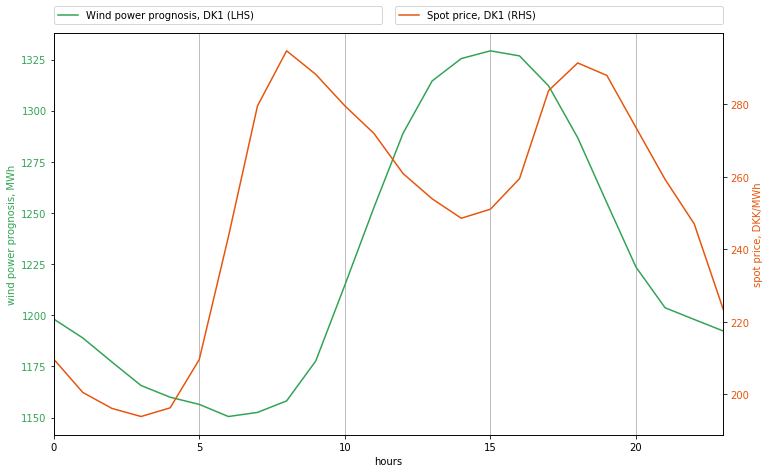 Wind power prognosis, DK1 (LHS)
Spot price, DK1 (RHS)
1325
1300
1275
1250
1225
1200
1175
1150
wind power prognosis, MWh
280
260
240
220
200
spot price, DKK/MWh
0 5 10 15 20
hours